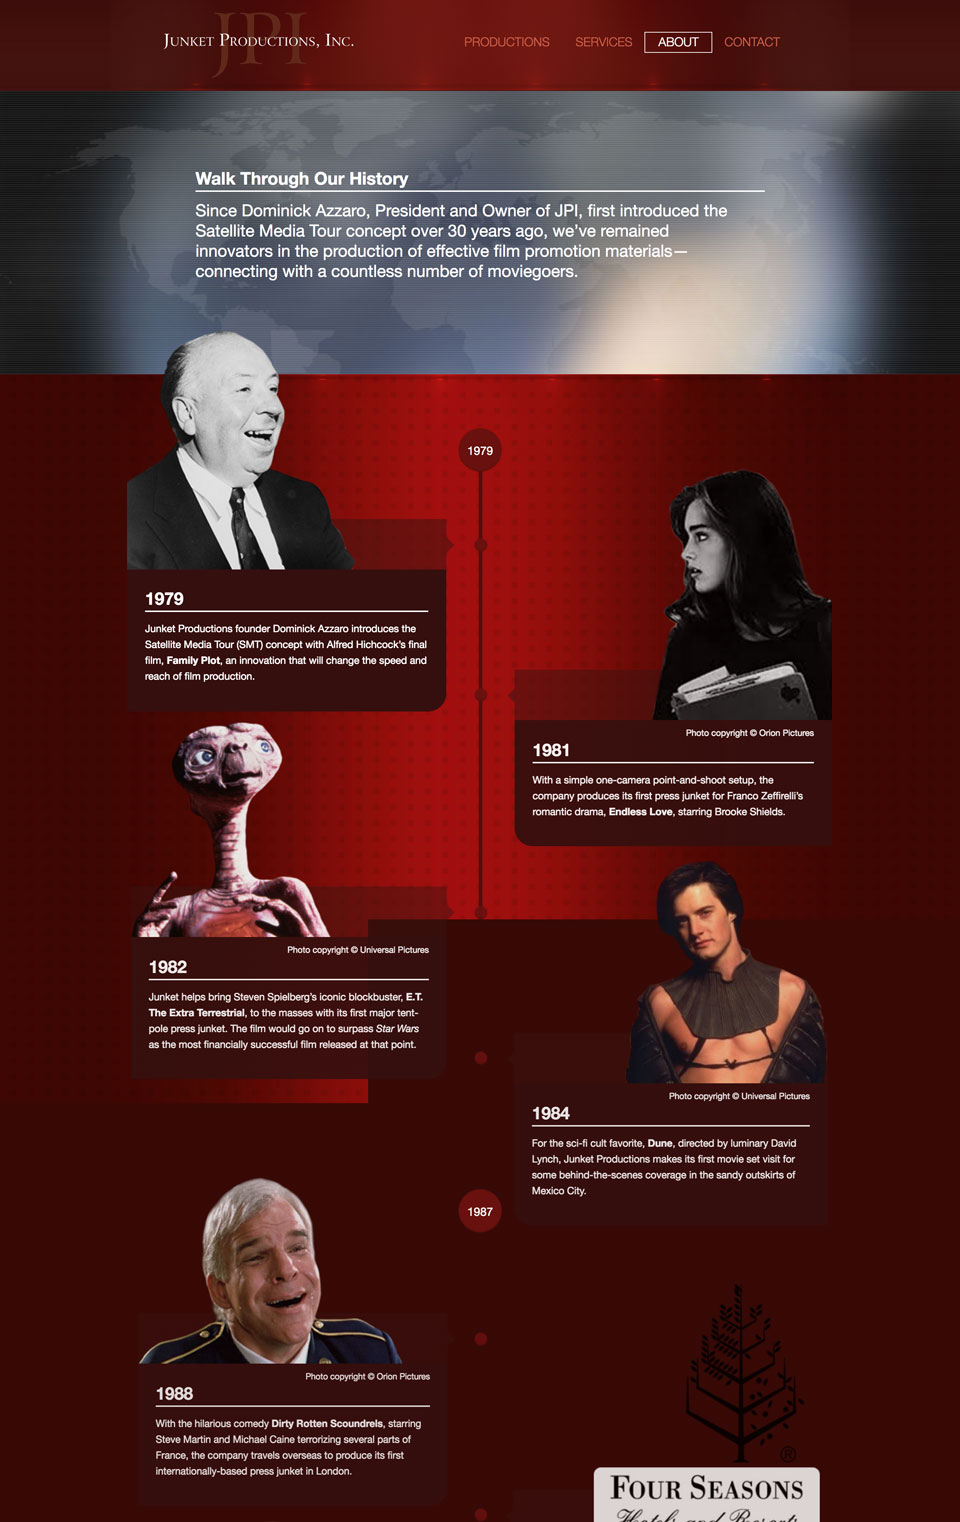 JPI
JUNKET PRODUCTIONS, INC.
PRODUCTIONS SERVICES ABOUT CONTACT
Walk Through Our History
Since Dominick Azzaro, President and Owner of JPI, first introduced the
Satellite Media Tour concept over 30 years ago, we've remained
innovators in the production of effective film promotion materials—
connecting with a countless number of moviegoers.
1979
1979
Junket Productions founder Dominick Azzaro introduces the
Satellite Media Tour (SMT) concept with Alfred Hichcock's final
film, Family Plot, an innovation that will change the speed and
reach of film production.
Photo copyright © Orion Pictures
1981
With a simple one-camera point-and-shoot setup, the
company produces its first press junket for Franco Zeffirelli's
romantic drama, Endless Love, starring Brooke Shields.
Photo copyright © Universal Pictures
1982
Junket helps bring Steven Spielberg's iconic blockbuster, E.T.
The Extra Terrestrial, to the masses with its first major tent-
pole press junket. The film would go on to surpass Star Wars
as the most financially successful film released at that point.
Photo copyright © Universal Pictures
1984
For the sci-fi cult favorite, Dune, directed by luminary David
Lynch, Junket Productions makes its first movie set visit for
some behind-the-scenes coverage in the sandy outskirts of
Mexico City.
1987
Photo copyright © Orion Pictures
1988
With the hilarious comedy Dirty Rotten Scoundrels, starring
Steve Martin and Michael Caine terrorizing several parts of
France, the company travels overseas to produce its first
internationally-based press junket in London.
®
FOUR SEASONS
Hotels and Resorts